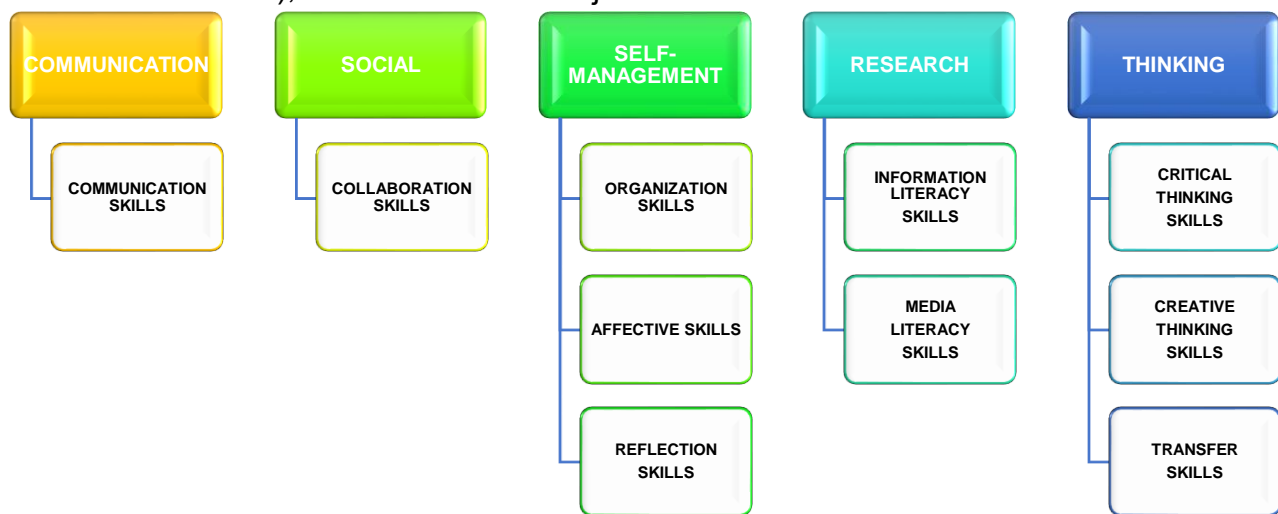 COMMUNICATION
COMMUNICATION
SKILLS
SOCIAL
COLLABORATION
SKILLS
SELF-
MANAGEMENT
ORGANIZATION
SKILLS
AFFECTIVE SKILLS
REFLECTION
SKILLS
RESEARCH
INFORMATION
LITERACY
SKILLS
MEDIA
LITERACY
SKILLS
THINKING
CRITICAL
THINKING
SKILLS
CREATIVE
THINKING
SKILLS
TRANSFER
SKILLS